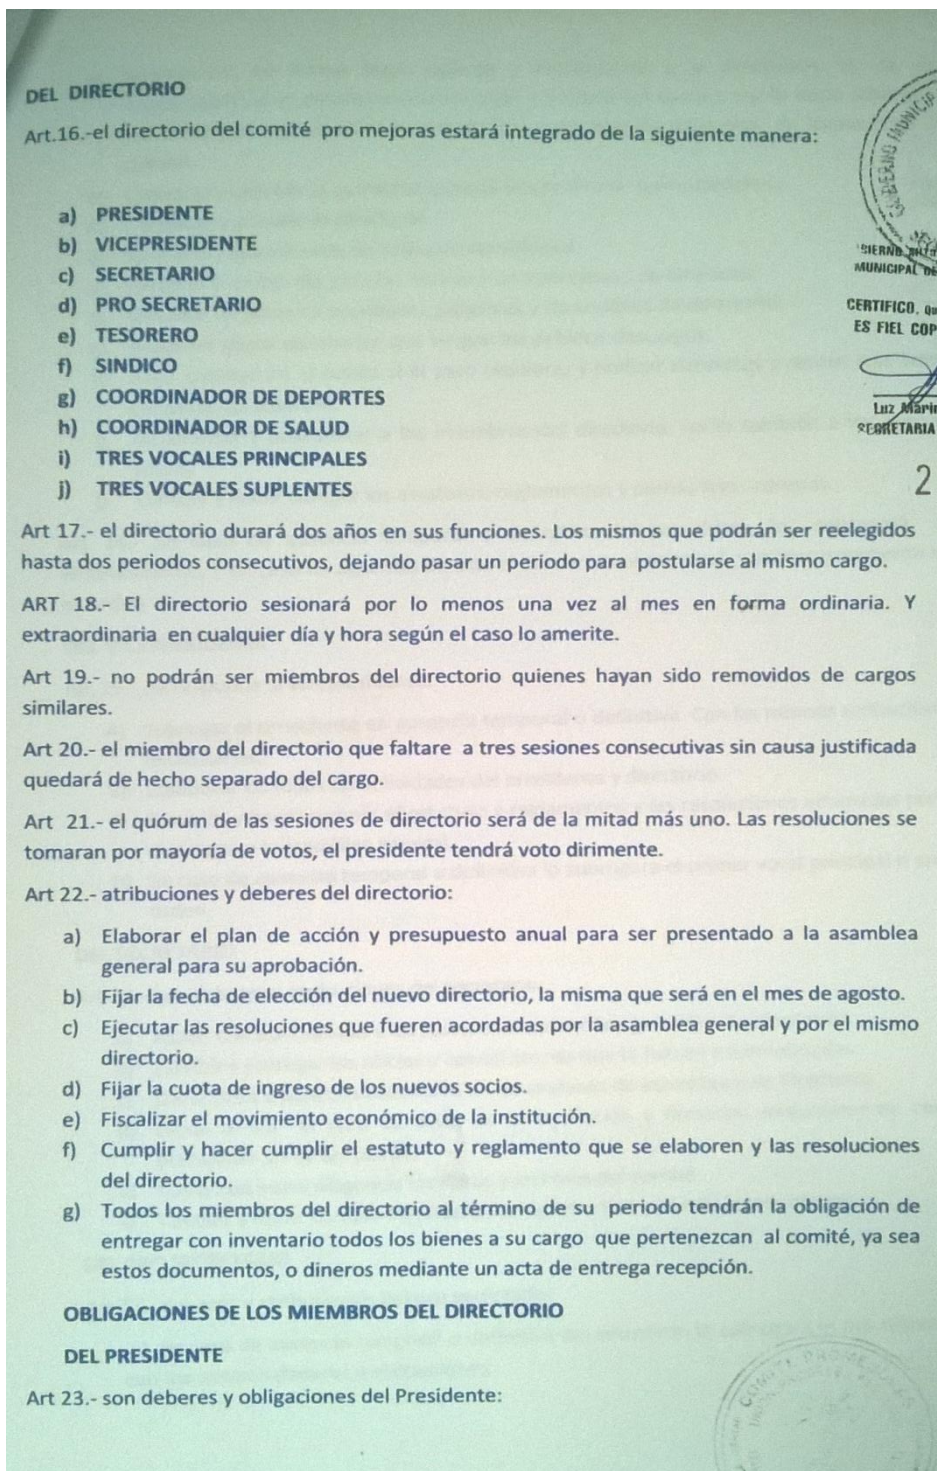 DEL DIRECTORIO
Art.16.-el directorio del comité pro mejoras estará integrado de la siguiente manera:
a) PRESIDENTE
b) VICEPRESIDENTE
c) SECRETARIO
d) PRO SECRETARIO
e) TESORERO
f) SINDICO
g) COORDINADOR DE DEPORTES
h) COORDINADOR DE SALUD
i) TRES VOCALES PRINCIPALES
j) TRES VOCALES SUPLENTES
MUNICIPAL
CERTIFICO,
ES FIEL
Luz
SECRETARIA
2
Art 17.- el directorio durará dos años en sus funciones. Los mismos que podrán ser reelegidos
hasta dos periodos consecutivos, dejando pasar un periodo para postularse al mismo cargo.
ART 18.- El directorio sesionará por lo menos una vez al mes en forma ordinaria. Y
extraordinaria en cualquier día y hora según el caso lo amerite.
Art 19.- no podrán ser miembros del directorio quienes hayan sido removidos de cargos
similares.
Art 20.- el miembro del directorio que faltare a tres sesiones consecutivas sin causa justificada
quedará de hecho separado del cargo.
Art 21.- el quórum de las sesiones de directorio será de la mitad más uno. Las resoluciones se
tomaran por mayoría de votos, el presidente tendrá voto dirimente.
Art 22.- atribuciones y deberes del directorio:
a) Elaborar el plan de acción y presupuesto anual para ser presentado a la asamblea
general para su aprobación.
b) Fijar la fecha de elección del nuevo directorio, la misma que será en el mes de agosto.
c) Ejecutar las resoluciones que fueren acordadas por la asamblea general y por el mismo
directorio.
d) Fijar la cuota de ingreso de los nuevos socios.
e) Fiscalizar el movimiento económico de la institución.
f) Cumplir y hacer cumplir el estatuto y reglamento que se elaboren y las resoluciones
del directorio.
g) Todos los miembros del directorio al término de su periodo tendrán la obligación de
entregar con inventario todos los bienes a su cargo que pertenezcan al comité, ya sea
estos documentos, o dineros mediante un acta de entrega recepción.
OBLIGACIONES DE LOS MIEMBROS DEL DIRECTORIO
DEL PRESIDENTE
Art 23.- son deberes y obligaciones del Presidente: